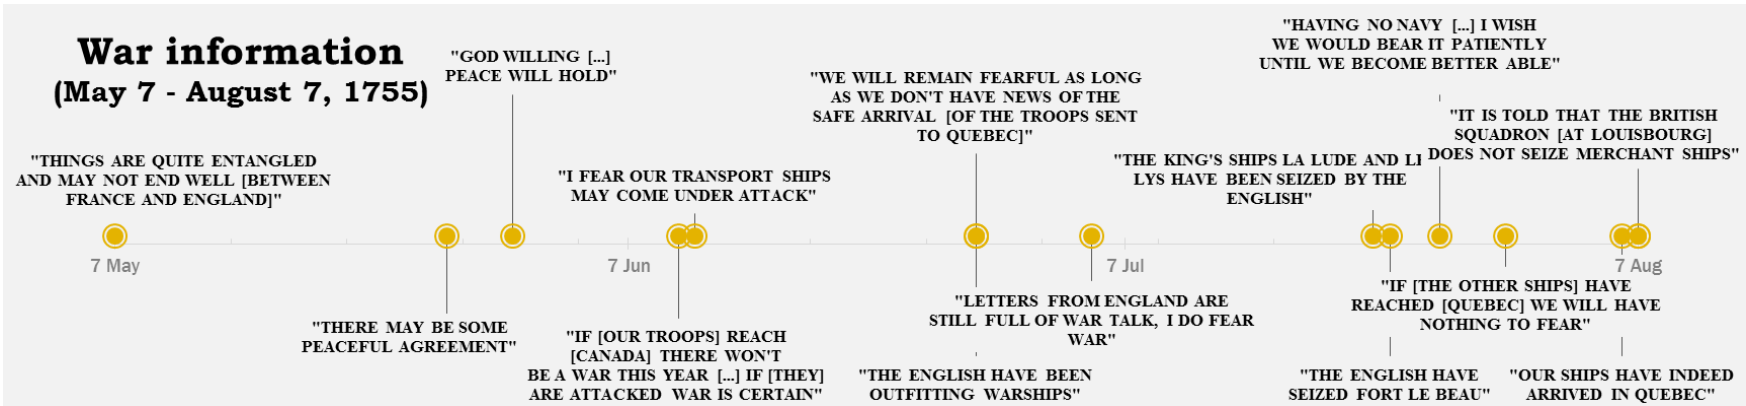 War information
(May 7 - August 7, 1755)
"THINGS ARE QUITE ENTANGLED
AND MAY NOT END WELL [BETWEEN
FRANCE AND ENGLAND]"
"THERE MAY BE SOME
PEACEFUL AGREEMENT"
"GOD WILLING [...]
PEACE WILL HOLD"
"IF [OUR TROOPS] REACH
[CANADA] THERE WON'T
BE A WAR THIS YEAR [...] IF [THEY]
ARE ATTACKED WAR IS CERTAIN"
"I FEAR OUR TRANSPORT SHIPS
MAY COME UNDER ATTACK"
"WE WILL REMAIN FEARFUL AS LONG
AS WE DON'T HAVE NEWS OF THE
SAFE ARRIVAL [OF THE TROOPS SENT
TO QUEBEC]"
"THE ENGLISH HAVE BEEN
OUTFITTING WARSHIPS"
"LETTERS FROM ENGLAND ARE
STILL FULL OF WAR TALK, I DO FEAR
WAR"
"THE KING'S SHIPS LA LUDE AND
LYS HAVE BEEN SEIZED BY THE
ENGLISH"
"THE ENGLISH HAVE
SEIZED FORT LE BEAU"
"HAVING NO NAVY [...] I WISH
WE WOULD BEAR IT PATIENTLY
UNTIL WE BECOME BETTER ABLE"
"IF [THE OTHER SHIPS] HAVE
REACHED [QUEBEC] WE WILL HAVE
NOTHING TO FEAR"
"OUR SHIPS HAVE INDEED
ARRIVED IN QUEBEC"
"IT IS TOLD THAT THE BRITISH
SQUADRON [AT LOUISBOURG]
DOES NOT SEIZE MERCHANT SHIPS"
7 May
7 Jun
7 Jul
7 Aug